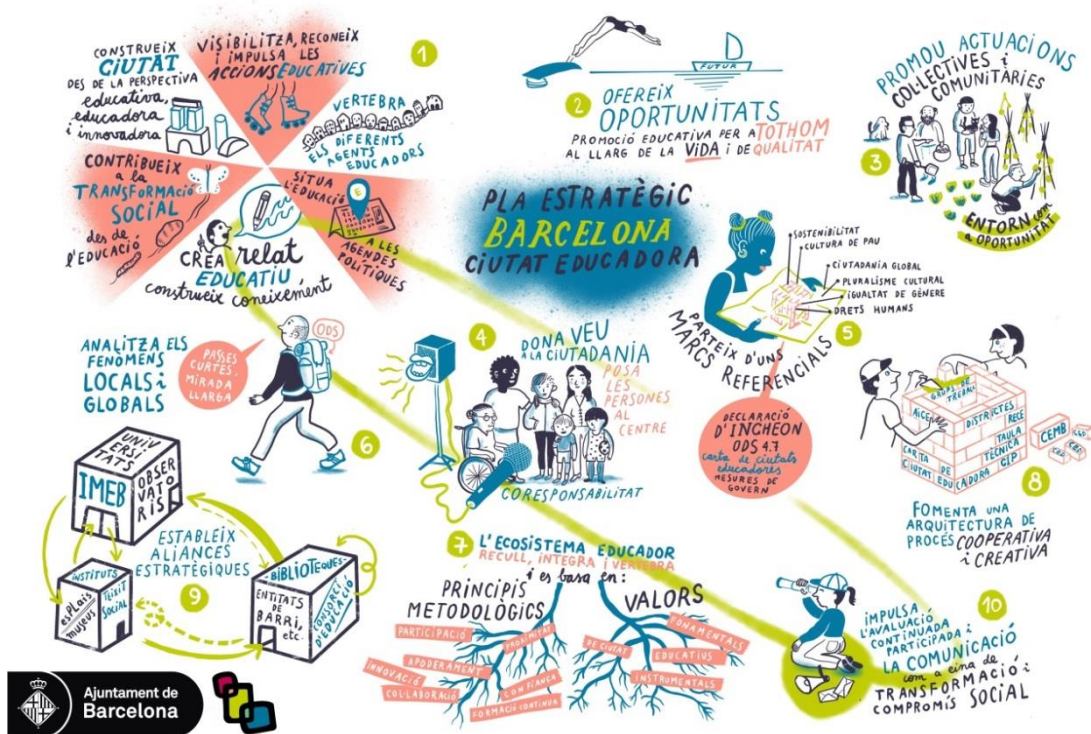 1
CONSTRUEIX
CIUTAT
DES DE LA PERSPECTIVA
educativa,
educadora
i innovadora
VISIBILITZA, RECONEIX
i IMPULSA LES
ACCIONS EDUCATIVES
VERTEBRA
ELS DIFERENTS
AGENTS
EDUCADORS
SITUA
L'EDUCACIÓ
E
A LES
AGENDES
POLÍTIQUES
CREA relat
EDUCATIU
construeix coneixement
CONTRIBUEIX
a la
TRANSFORMACIÓ
SOCIAL
des de
l'EDUCACIÓ
FUTUR
2
OFEREIX
OPORTUNITATS
PROMOCIÓ EDUCATIVA PER A TOTHOM
AL LLARG DE LA VIDA i DE QUALITAT
PROMOU ACTUACIONS
COL·LECTIVES i
COMUNITÀRIES
3
ENTORN com
a OPORTUNITAT
PLA ESTRATÈGIC
BARCELONA
CIUTAT EDUCADORA
4
DONA VEU
A LA CIUTADANIA
POSA
LES
PERSONES
AL
CENTRE
CORESPONSABILITAT
SOSTENIBILITAT
CULTURA DE PAU
CIUTADANIA GLOBAL
PLURALISME CULTURAL
IGUALTAT DE GÈNERE
DRETS HUMANS
5
PARTEIX D'UNS
MARCS REFERENCIALS
DECLARACIÓ
D'INCHEON
ODS 4.7
carta de ciutats
educadores
MESURES DE
GOVERN
ANALITZA ELS
FENÒMENS
LOCALS i
GLOBALS
PASSES
CURTES,
MIRADA
LLARGA
ODS
6
7
L'ECOSISTEMA EDUCADOR
RECULL, INTEGRA I VERTEBRA
i es basa en:
PRINCIPIS
METODOLÒGICS
PARTICIPACIÓ
PROXIMITAT
APODERAMENT
INNOVACIÓ
COL·LABORACIÓ
CONFIANÇA
FORMACIÓ CONTINUA
VALORS
FONAMENTALS
DE CIUTAT
EDUCATIUS
INSTRUMENTALS
GRUPS DE
TREBALL
AICE
DISTRICTES
RECE
TAULA
TÈCNICA
CIP
CARTA DE
CIUTAT EDUCADORA
CEMB
8
FOMENTA UNA
ARQUITECTURA DE
PROCÉS COOPERATIVA
i CREATIVA
UNIVERSITATS
IMEB
OBSERVATORIS
ESTABLEIX
ALIANCES
ESTRATÈGIQUES
9
INSTITUTS
esplais
museus
TEIXIT
SOCIAL
BIBLIOTEQUES
ENTITATS
DE
BARRI,
etc.
CONSORCI
D'EDUCACIÓ
10
IMPULSA
L'AVALUACIÓ
CONTINUADA i
PARTICIPADA i
LA COMUNICACIÓ
com a eina de
TRANSFORMACIÓ i
COMPROMÍS SOCIAL
Ajuntament de
Barcelona